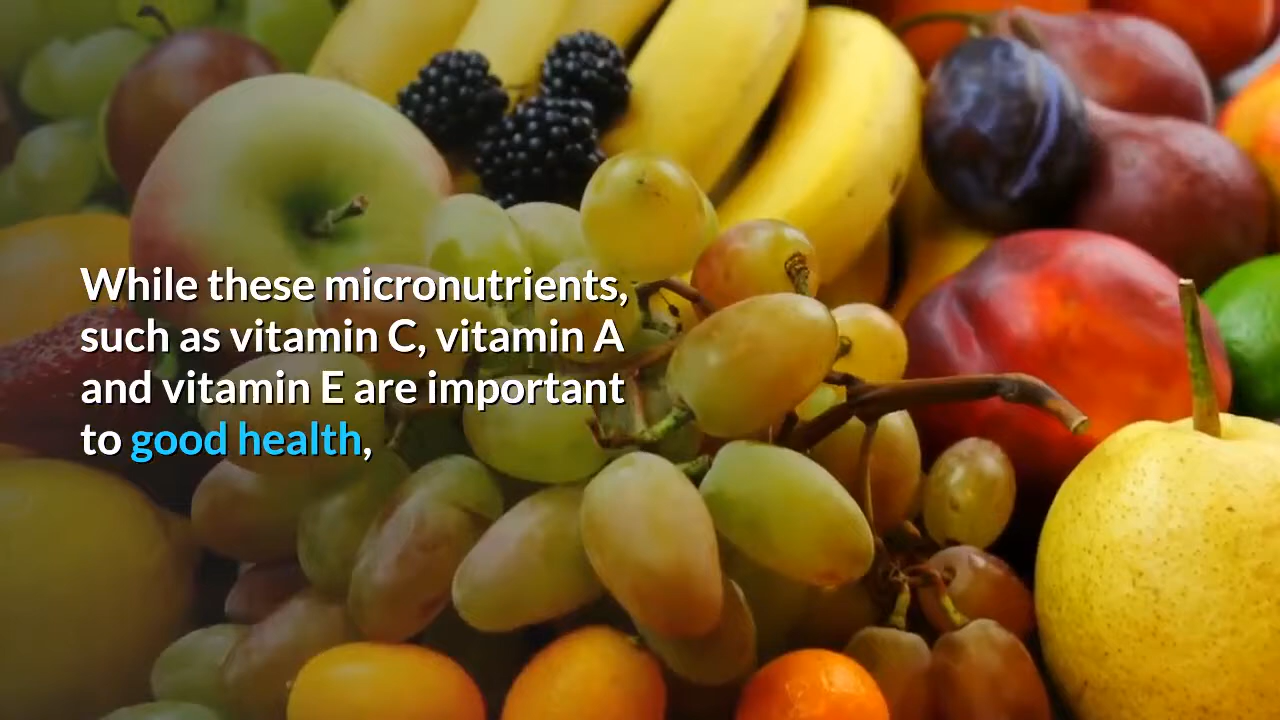 While these micronutrients,
such as vitamin C, vitamin A
and vitamin E are important
to good health,